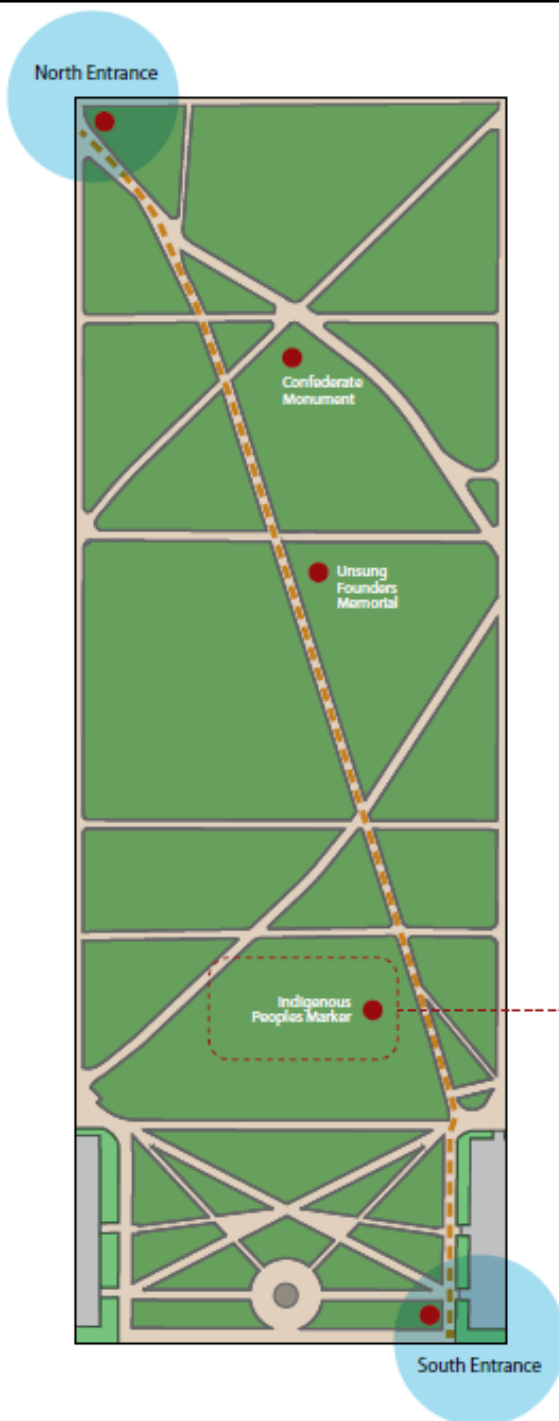 North Entrance
Confederate
Monument
Unsung
Founders
Memorial
Indigenous
Peoples Marker
South Entrance